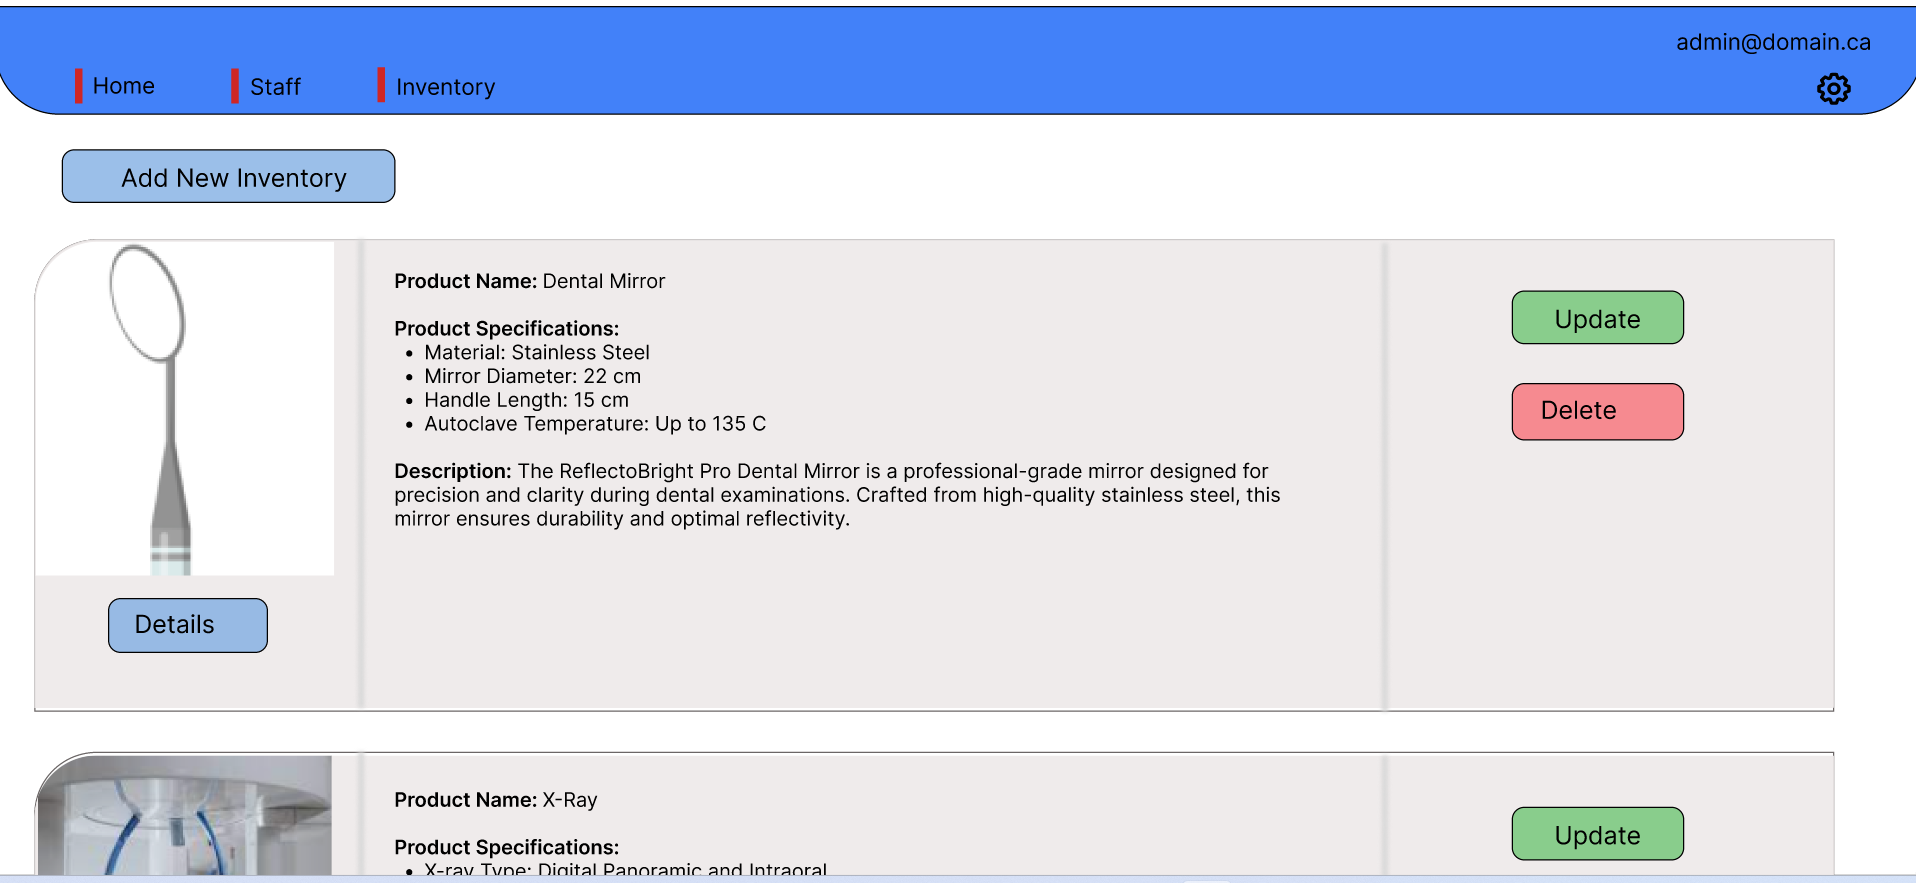 admin@domain.ca
Home
Staff
Inventory
Add New Inventory
Product Name: Dental Mirror
Product Specifications:
• Material: Stainless Steel
• Mirror Diameter: 22 cm
• Handle Length: 15 cm
• Autoclave Temperature: Up to 135 C
Description: The ReflectoBright Pro Dental Mirror is a professional-grade mirror designed for
precision and clarity during dental examinations. Crafted from high-quality stainless steel, this
mirror ensures durability and optimal reflectivity.
Update
Delete
Details
Product Name: X-Ray
Product Specifications:
• X-ray Type: Digital Panoramic and Intraoral
Update